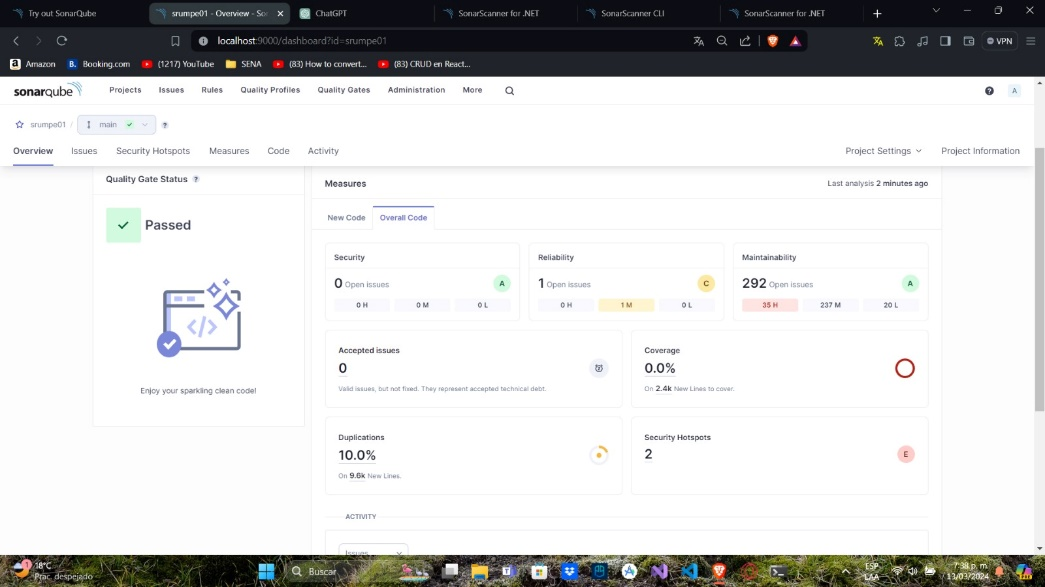 Try out SonarQube
srumpe01 - Overview - So
ChatGPT
SonarScanner for .NET
SonarScanner CLI
SonarScanner for .NET
localhost:9000/dashboard?id=srumpe01
VPN
Amazon
Booking.com
(1217) YouTube
SENA
(83) How to convert...
(83) CRUD en React...
sonarqube
Projects
Issues
Rules
Quality Profiles
Quality Gates
Administration
More
A
srumpe01 / main
Overview
Issues
Security Hotspots
Measures
Code
Activity
Project Settings
Project Information
Quality Gate Status
Passed
Enjoy your sparkling clean code!
Measures
Last analysis 2 minutes ago
New Code
Overall Code
Security
0 Open issues
A
0 H
0 M
0 L
Reliability
1 Open issues
C
0 H
1 M
0 L
Maintainability
292 Open issues
A
35 H
237 M
20 L
Accepted issues
0
Valid issues, but not fixed. They represent accepted technical debt.
Coverage
0.0%
On 2.4k New Lines to cover.
Duplications
10.0%
On 9.6k New Lines.
Security Hotspots
2
E
ACTIVITY
Issues
18°C
Prac. despejado
Buscar
ESP
LAA
7:38 p. m.
13/03/2024